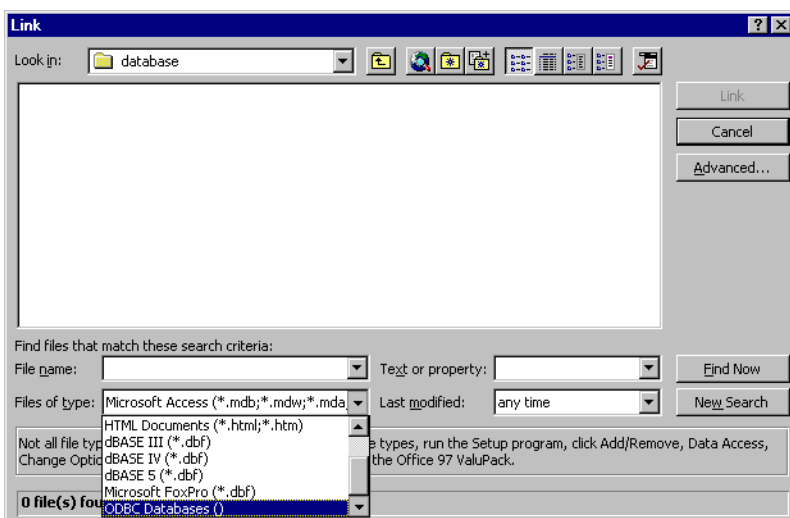 Link
Look in: database
Link
Cancel
Advanced...
Find files that match these search criteria:
File name: Text or property: Find Now
Files of type: Microsoft Access (*.mdb;*.mdw;*.mda Last modified: any time New Search
HTML Documents (*.html;*.htm)
dBASE III (*.dbf)
dBASE IV (*.dbf)
dBASE 5 (*.dbf)
Microsoft FoxPro (*.dbf)
ODBC Databases ()
Not all file types, run the Setup program, click Add/Remove, Data Access,
Change the Office 97 ValuPack.
0 file(s)